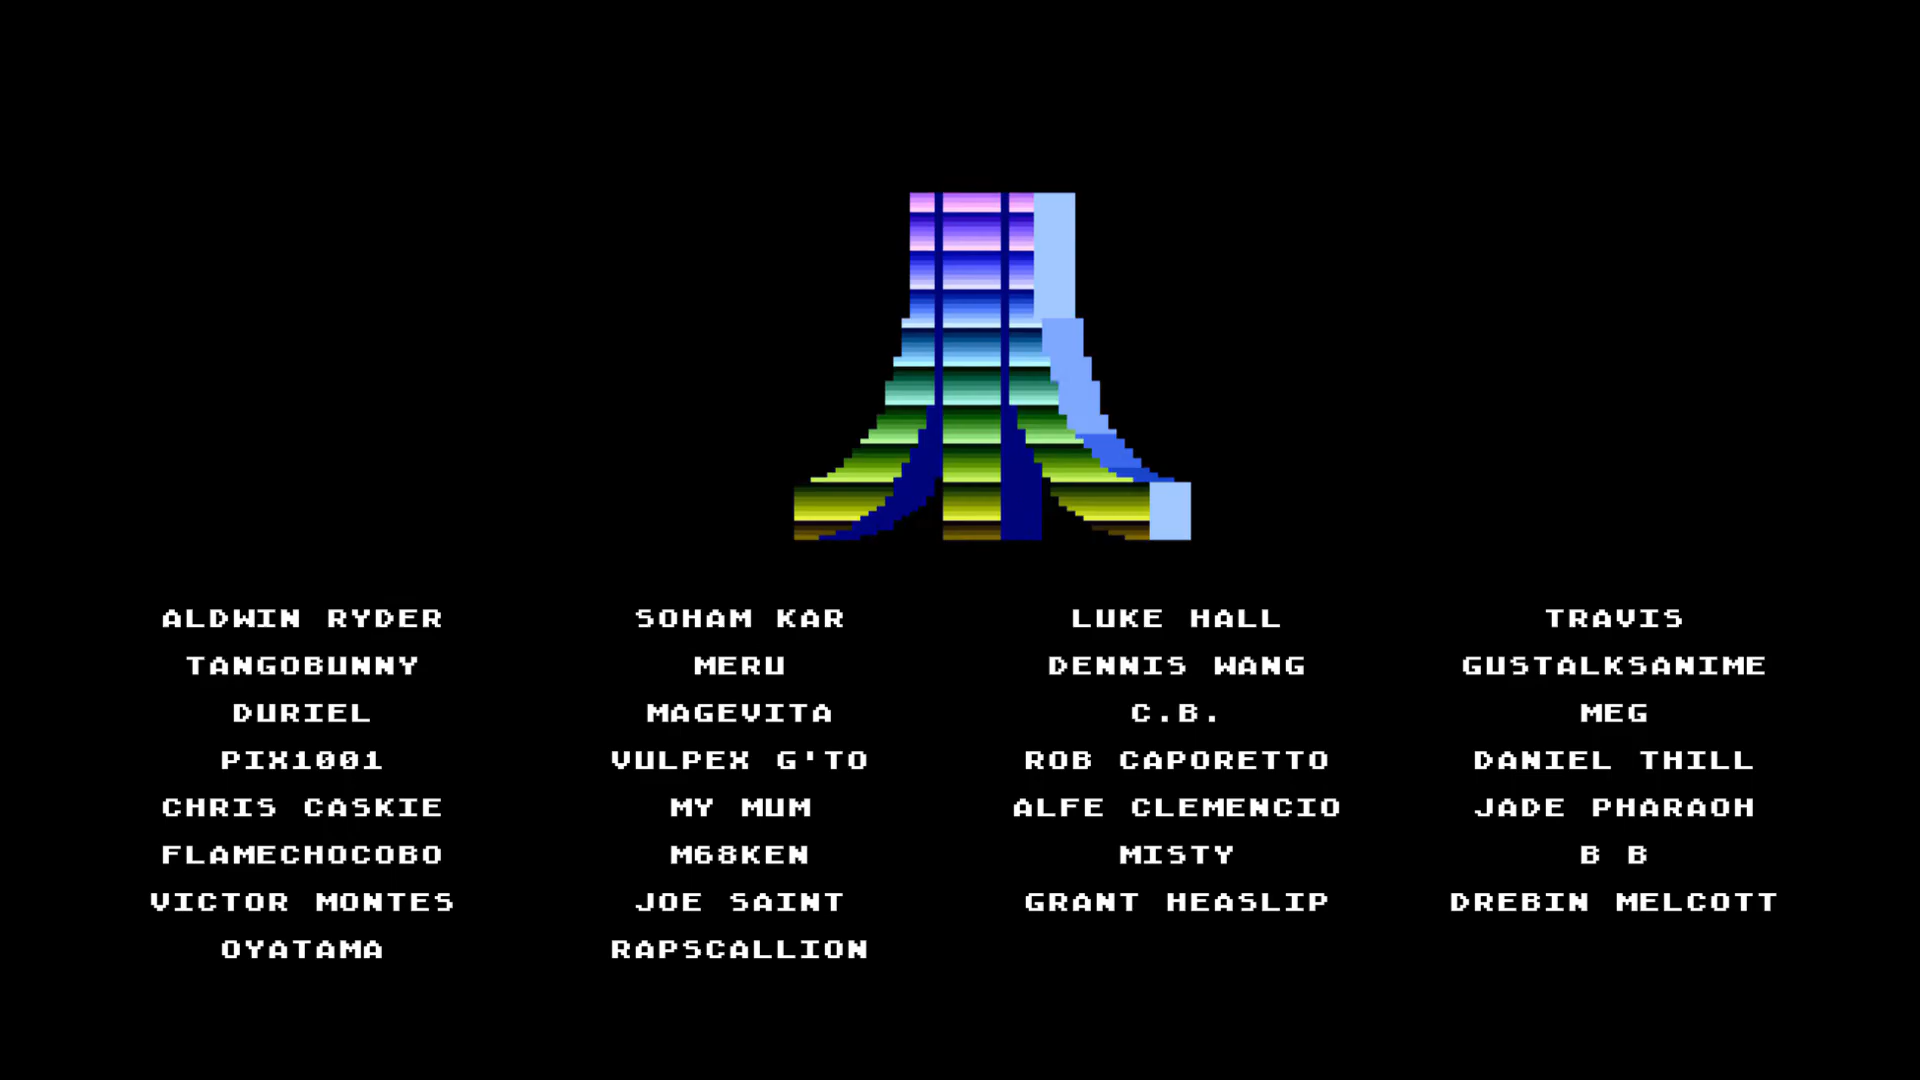 ALDWIN RYDER
TANGOBUNNY
DURIEL
PIX1001
CHRIS CASKIE
FLAMECHOCOBO
VICTOR MONTES
OYATAMA
SOHAM KAR
MERU
MAGEVITA
VULPEX G'TO
MY MUM
M68KEN
JOE SAINT
RAPSCALLION
LUKE HALL
DENNIS WANG
C.B.
ROB CAPORETTO
ALFE CLEMENCIO
MISTY
GRANT HEASLIP
TRAVIS
GUSTALKSANIME
MEG
DANIEL THILL
JADE PHARAOH
B B
DREBIN MELCOTT